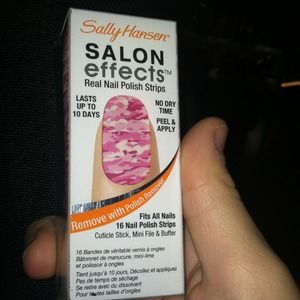 Sally Hansen®
SALON
effects™
Real Nail Polish Strips
LASTS
UP TO
10 DAYS
NO DRY
TIME
PEEL &
APPLY
Remove with Polish Remover
Fits All Nails
16 Nail Polish Strips
Cuticle Stick, Mini File & Buffer
16 Bandes de véritable vernis à ongles
Bâtonnet de manucure, mini-lime
et polissoir à ongles
Tient jusqu'à 10 jours, Décollez et appliquez
Pas de temps de séchage
Se retire avec du dissolvant
Pour toutes tailles d'ongles